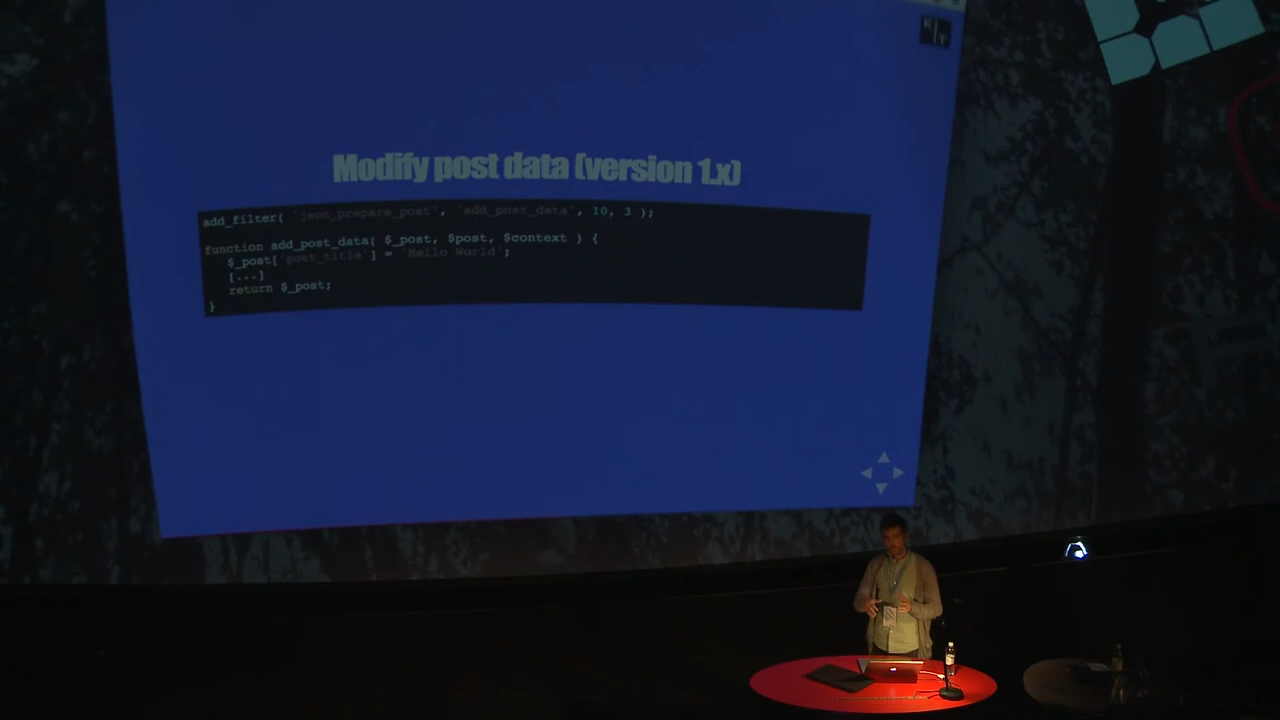 Modify post data (version 1.x)
add_filter( 'json_prepare_post', 'add_post_data', 10, 3 );
function add_post_data( $_post, $post, $context ) {
$_post['post_title'] = 'Hello World';
[...]
return $_post;
}